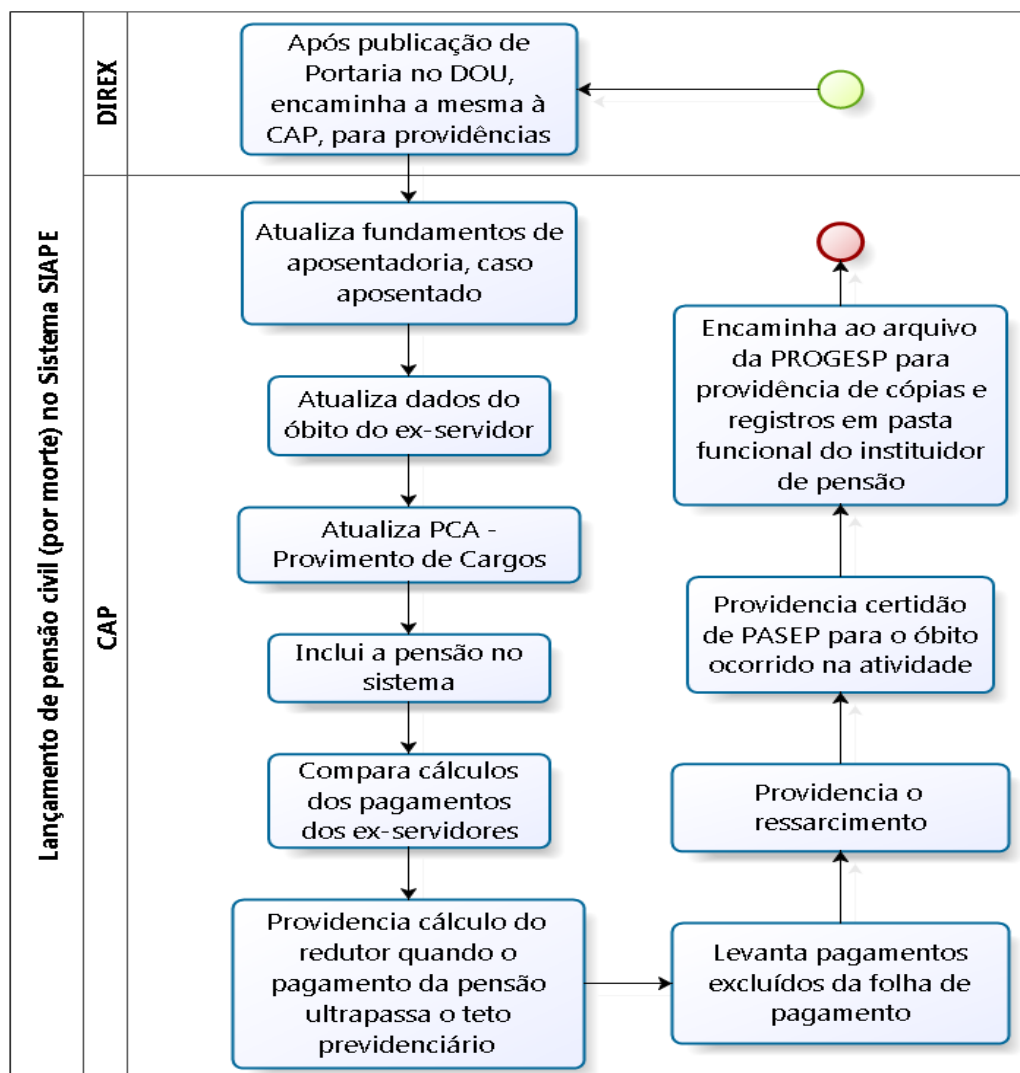 Lançamento de pensão civil (por morte) no Sistema SIAPE
DIREX
Após publicação de
Portaria no DOU,
encaminha a mesma à
CAP, para providências
CAP
Atualiza fundamentos de
aposentadoria, caso
aposentado
Atualiza dados do
óbito do ex-servidor
Atualiza PCA -
Provimento de Cargos
Inclui a pensão no
sistema
Compara cálculos
dos pagamentos
dos ex-servidores
Providencia cálculo do
redutor quando o
pagamento da pensão
ultrapassa o teto
previdenciário
Levanta pagamentos
excluídos da folha de
pagamento
Providencia o
ressarcimento
Providencia certidão
de PASEP para o óbito
ocorrido na atividade
Encaminha ao arquivo
da PROGESP para
providência de cópias e
registros em pasta
funcional do instituidor
de pensão